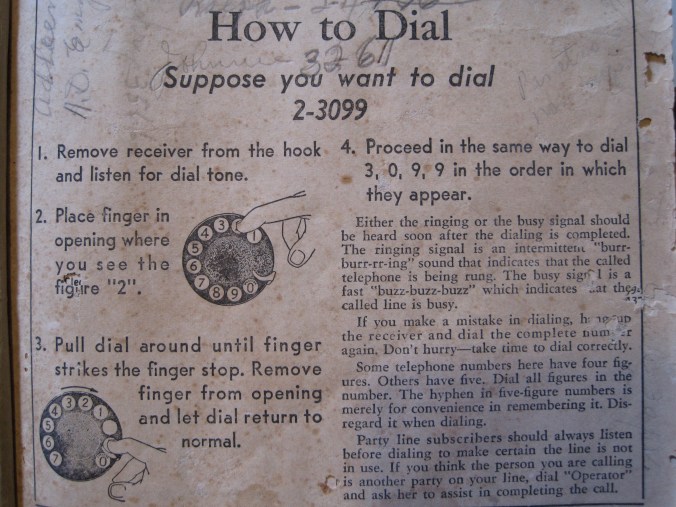 How to Dial
Johnnie 3261
Suppose you want to dial
2-3099
1. Remove receiver from the hook
and listen for dial tone.
2. Place finger in
opening where
you see the
figure "2".
3. Pull dial around until finger
strikes the finger stop. Remove
finger from opening
and let dial return to
normal.
4. Proceed in the same way to dial
3, 0, 9, 9 in the order in which
they appear.
Either the ringing or the busy signal should
be heard soon after the dialing is completed.
The ringing signal is an intermittent "burr-
burr-rr-ing" sound that indicates that the called
telephone is being rung. The busy signal is a
fast "buzz-buzz-buzz" which indicates that the
called line is busy.
If you make a mistake in dialing, hang up
the receiver and dial the complete number
again. Don't hurry—take time to dial correctly.
Some telephone numbers here have four fig-
ures. Others have five. Dial all figures in the
number. The hyphen in five-figure numbers is
merely for convenience in remembering it. Dis-
regard it when dialing.
Party line subscribers should always listen
before dialing to make certain the line is not
in use. If you think the person you are calling
is another party on your line, dial "Operator"
and ask her to assist in completing the call.